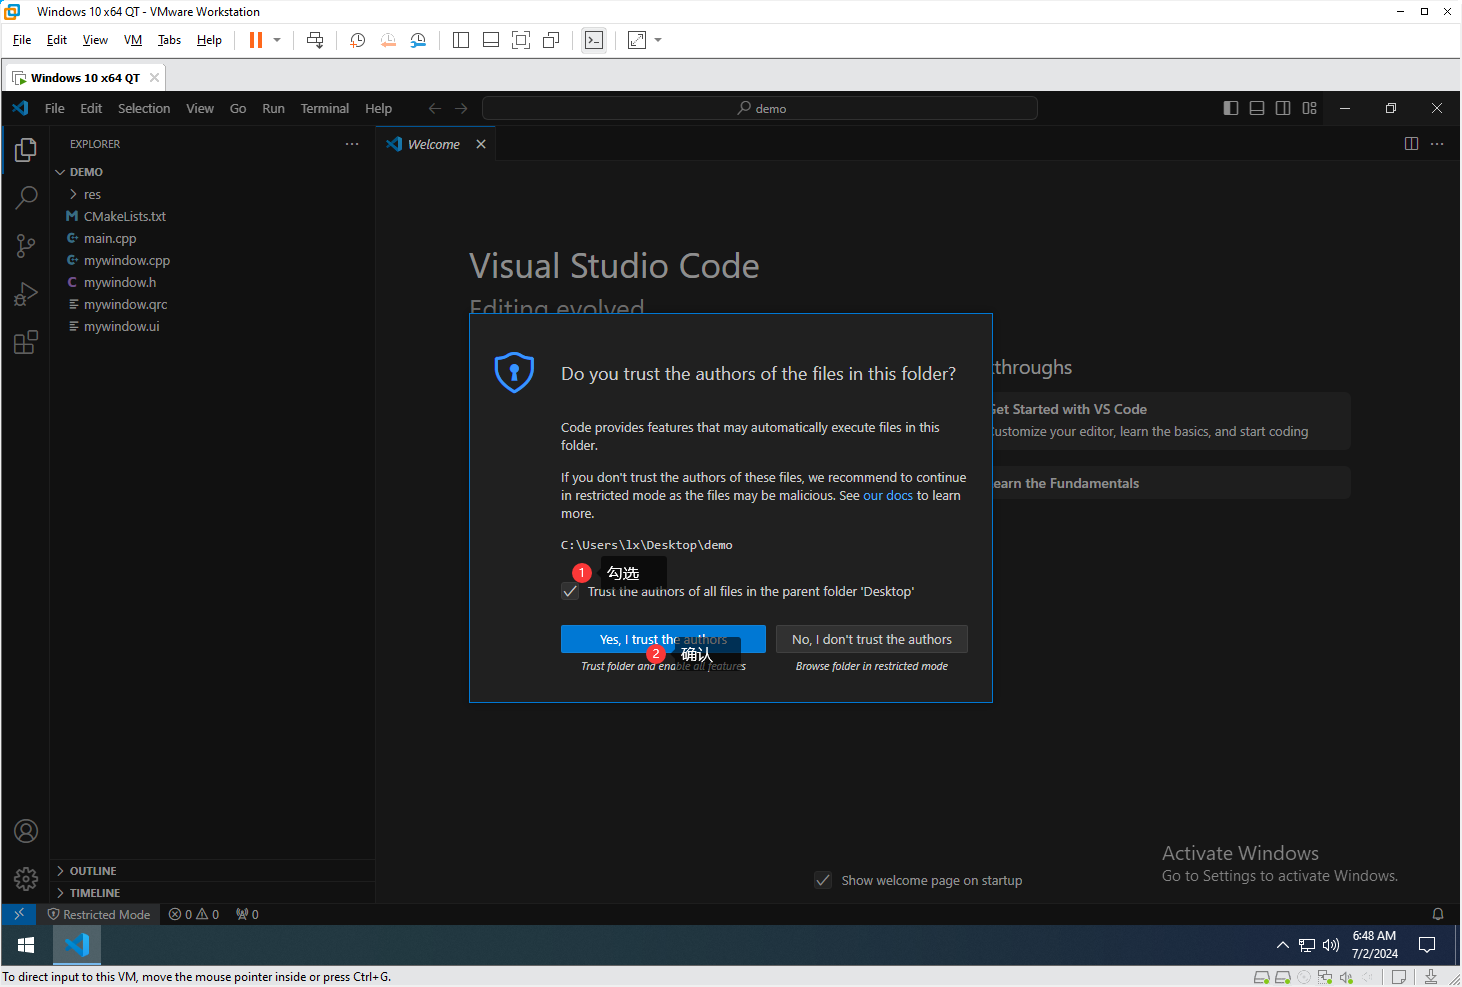 Windows 10 x64 QT - VMware Workstation
File Edit View VM Tabs Help
Windows 10 x64 QT
File Edit Selection View Go Run Terminal Help
demo
EXPLORER
Welcome
DEMO
res
CMakeLists.txt
main.cpp
mywindow.cpp
mywindow.h
mywindow.qrc
mywindow.ui
Visual Studio Code
Editing evolved
Do you trust the authors of the files in this folder?
Code provides features that may automatically execute files in this
folder.
If you don't trust the authors of these files, we recommend to continue
in restricted mode as the files may be malicious. See our docs to learn
more.
C:\Users\lx\Desktop\demo
1 勾选
Trust the authors of all files in the parent folder 'Desktop'
Yes, I trust the authors
No, I don't trust the authors
2 确认
Trust folder and enable all features
Browse folder in restricted mode
throughs
Get Started with VS Code
Customize your editor, learn the basics, and start coding
earn the Fundamentals
OUTLINE
TIMELINE
Show welcome page on startup
Activate Windows
Go to Settings to activate Windows.
Restricted Mode 0 0 0
6:48 AM
7/2/2024
To direct input to this VM, move the mouse pointer inside or press Ctrl+G.